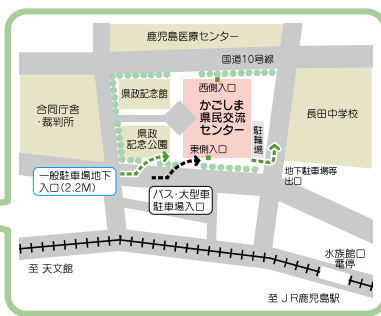 鹿児島医療センター
国道10号線
西側入口
県政記念館
かごしま
県民交流
センター
合同庁舎
・裁判所
長田中学校
駐輪場
県政
記念公園
東側入口
一般駐車場地下
入口(2.2M)
地下駐車場等
出口
バス・大型車
駐車場入口
水族館口
電停
至 天文館
至 JR鹿児島駅